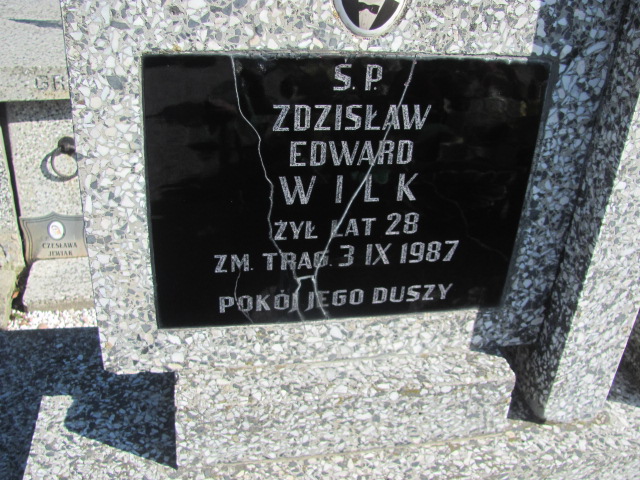 Ś. P.
ZDZISŁAW
EDWARD
WILK
ŻYŁ LAT 28
ZM. TRAG. 3 IX 1987
POKÓJ JEGO DUSZY
CZESŁAWA